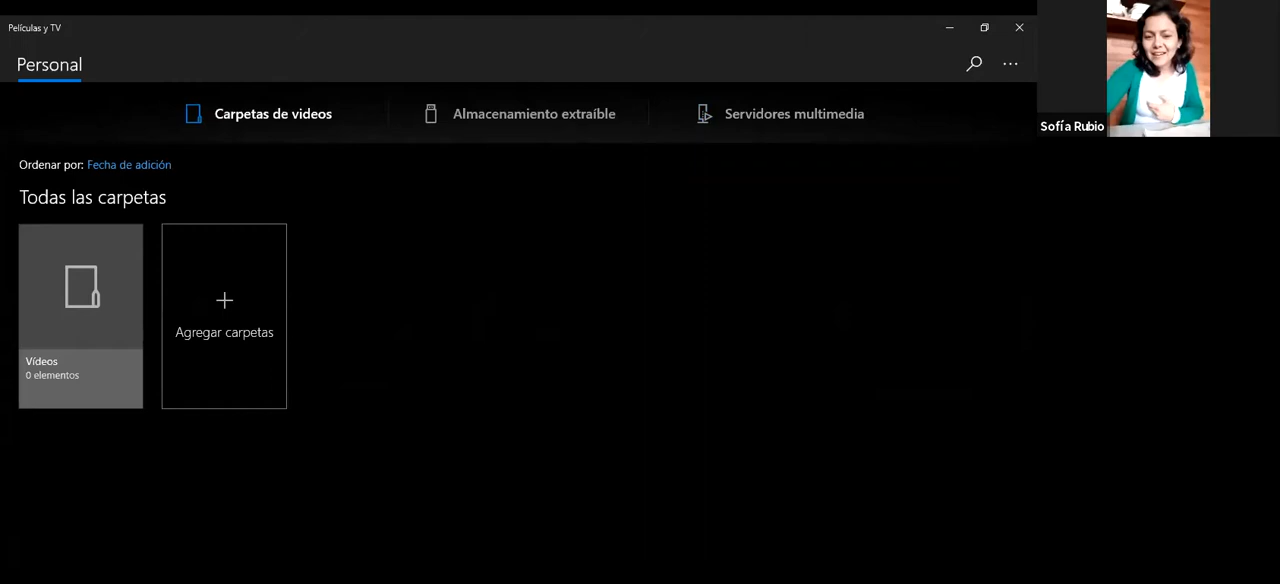 Películas y TV
Personal
Carpetas de videos
Almacenamiento extraíble
Servidores multimedia
Sofía Rubio
Ordenar por: Fecha de adición
Todas las carpetas
Vídeos
0 elementos
Agregar carpetas